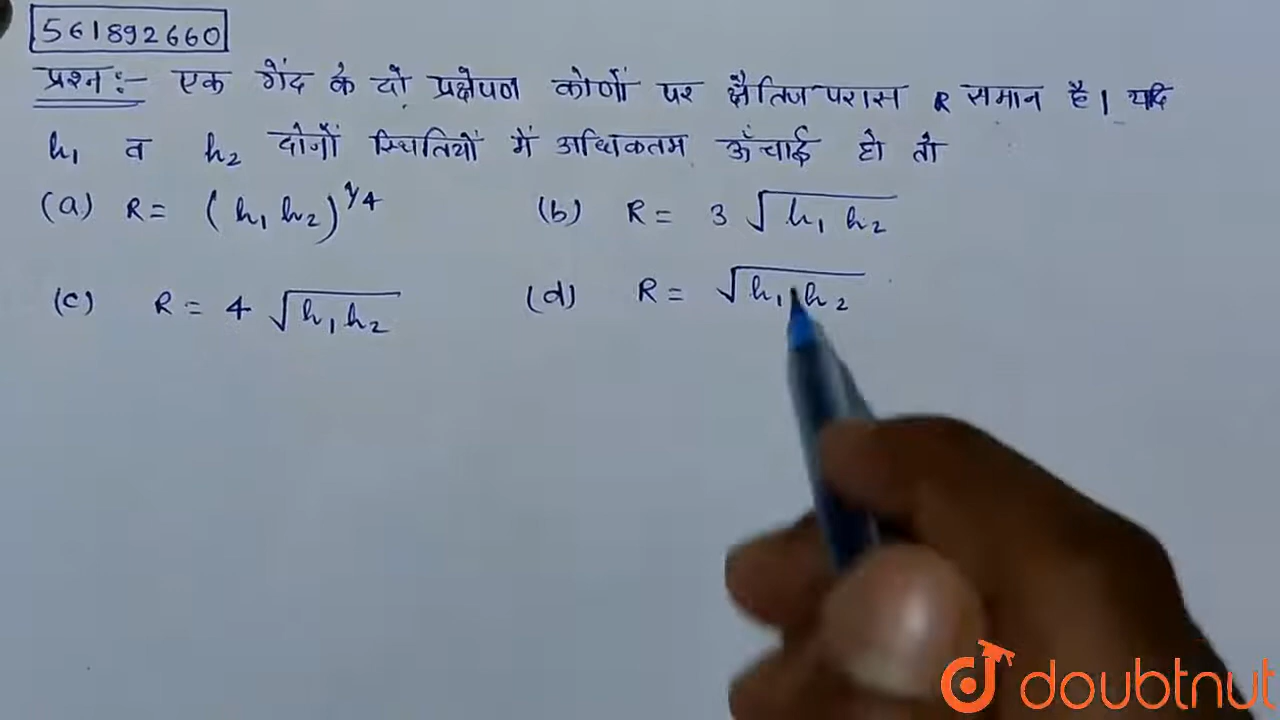 561892660
प्रश्न :- एक गेंद के दो प्रक्षेपण कोणों पर क्षैतिज परास R समान है। यदि
h₁ व h₂ दोनों स्थितियों में अधिकतम ऊँचाई हो तो
(a) R = (h₁ h₂)^1/4 (b) R = 3 √h₁ h₂
(c) R = 4 √h₁ h₂ (d) R = √h₁ h₂
doubtnut